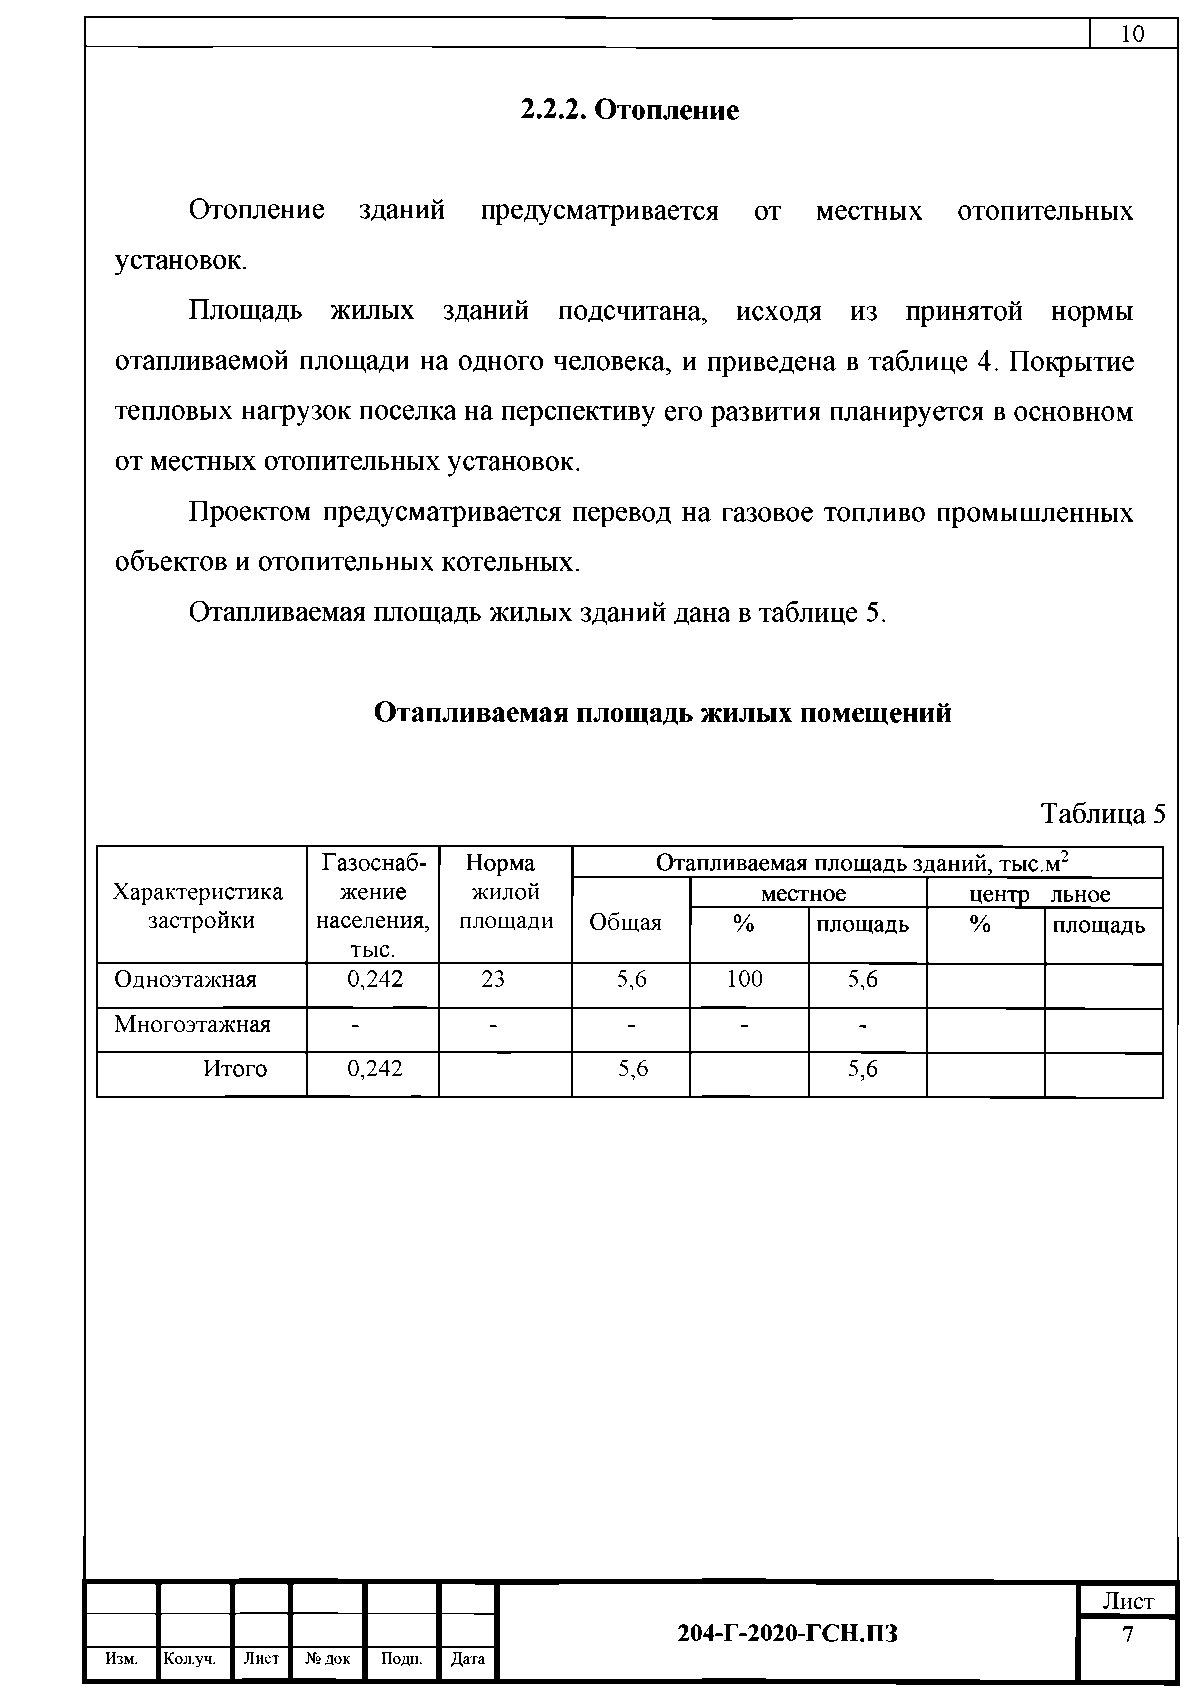 10
2.2.2. Отопление
Отопление зданий предусматривается от местных отопительных
установок.
Площадь жилых зданий подсчитана, исходя из принятой нормы
отапливаемой площади на одного человека, и приведена в таблице 4. Покрытие
тепловых нагрузок поселка на перспективу его развития планируется в основном
от местных отопительных установок.
Проектом предусматривается перевод на газовое топливо промышленных
объектов и отопительных котельных.
Отапливаемая площадь жилых зданий дана в таблице 5.
Отапливаемая площадь жилых помещений
Таблица 5
Характеристика
застройки
Газоснаб-
жение
населения,
тыс.
Норма
жилой
площади
Отапливаемая площадь зданий, тыс.м²
Общая
местное
центр льное
% площадь % площадь
Одноэтажная 0,242 23 5,6 100 5,6
Многоэтажная - - - - -
Итого 0,242 5,6 5,6
Изм. Кол.уч. Лист № док Подп. Дата
204-Г-2020-ГСН.ПЗ
Лист
7